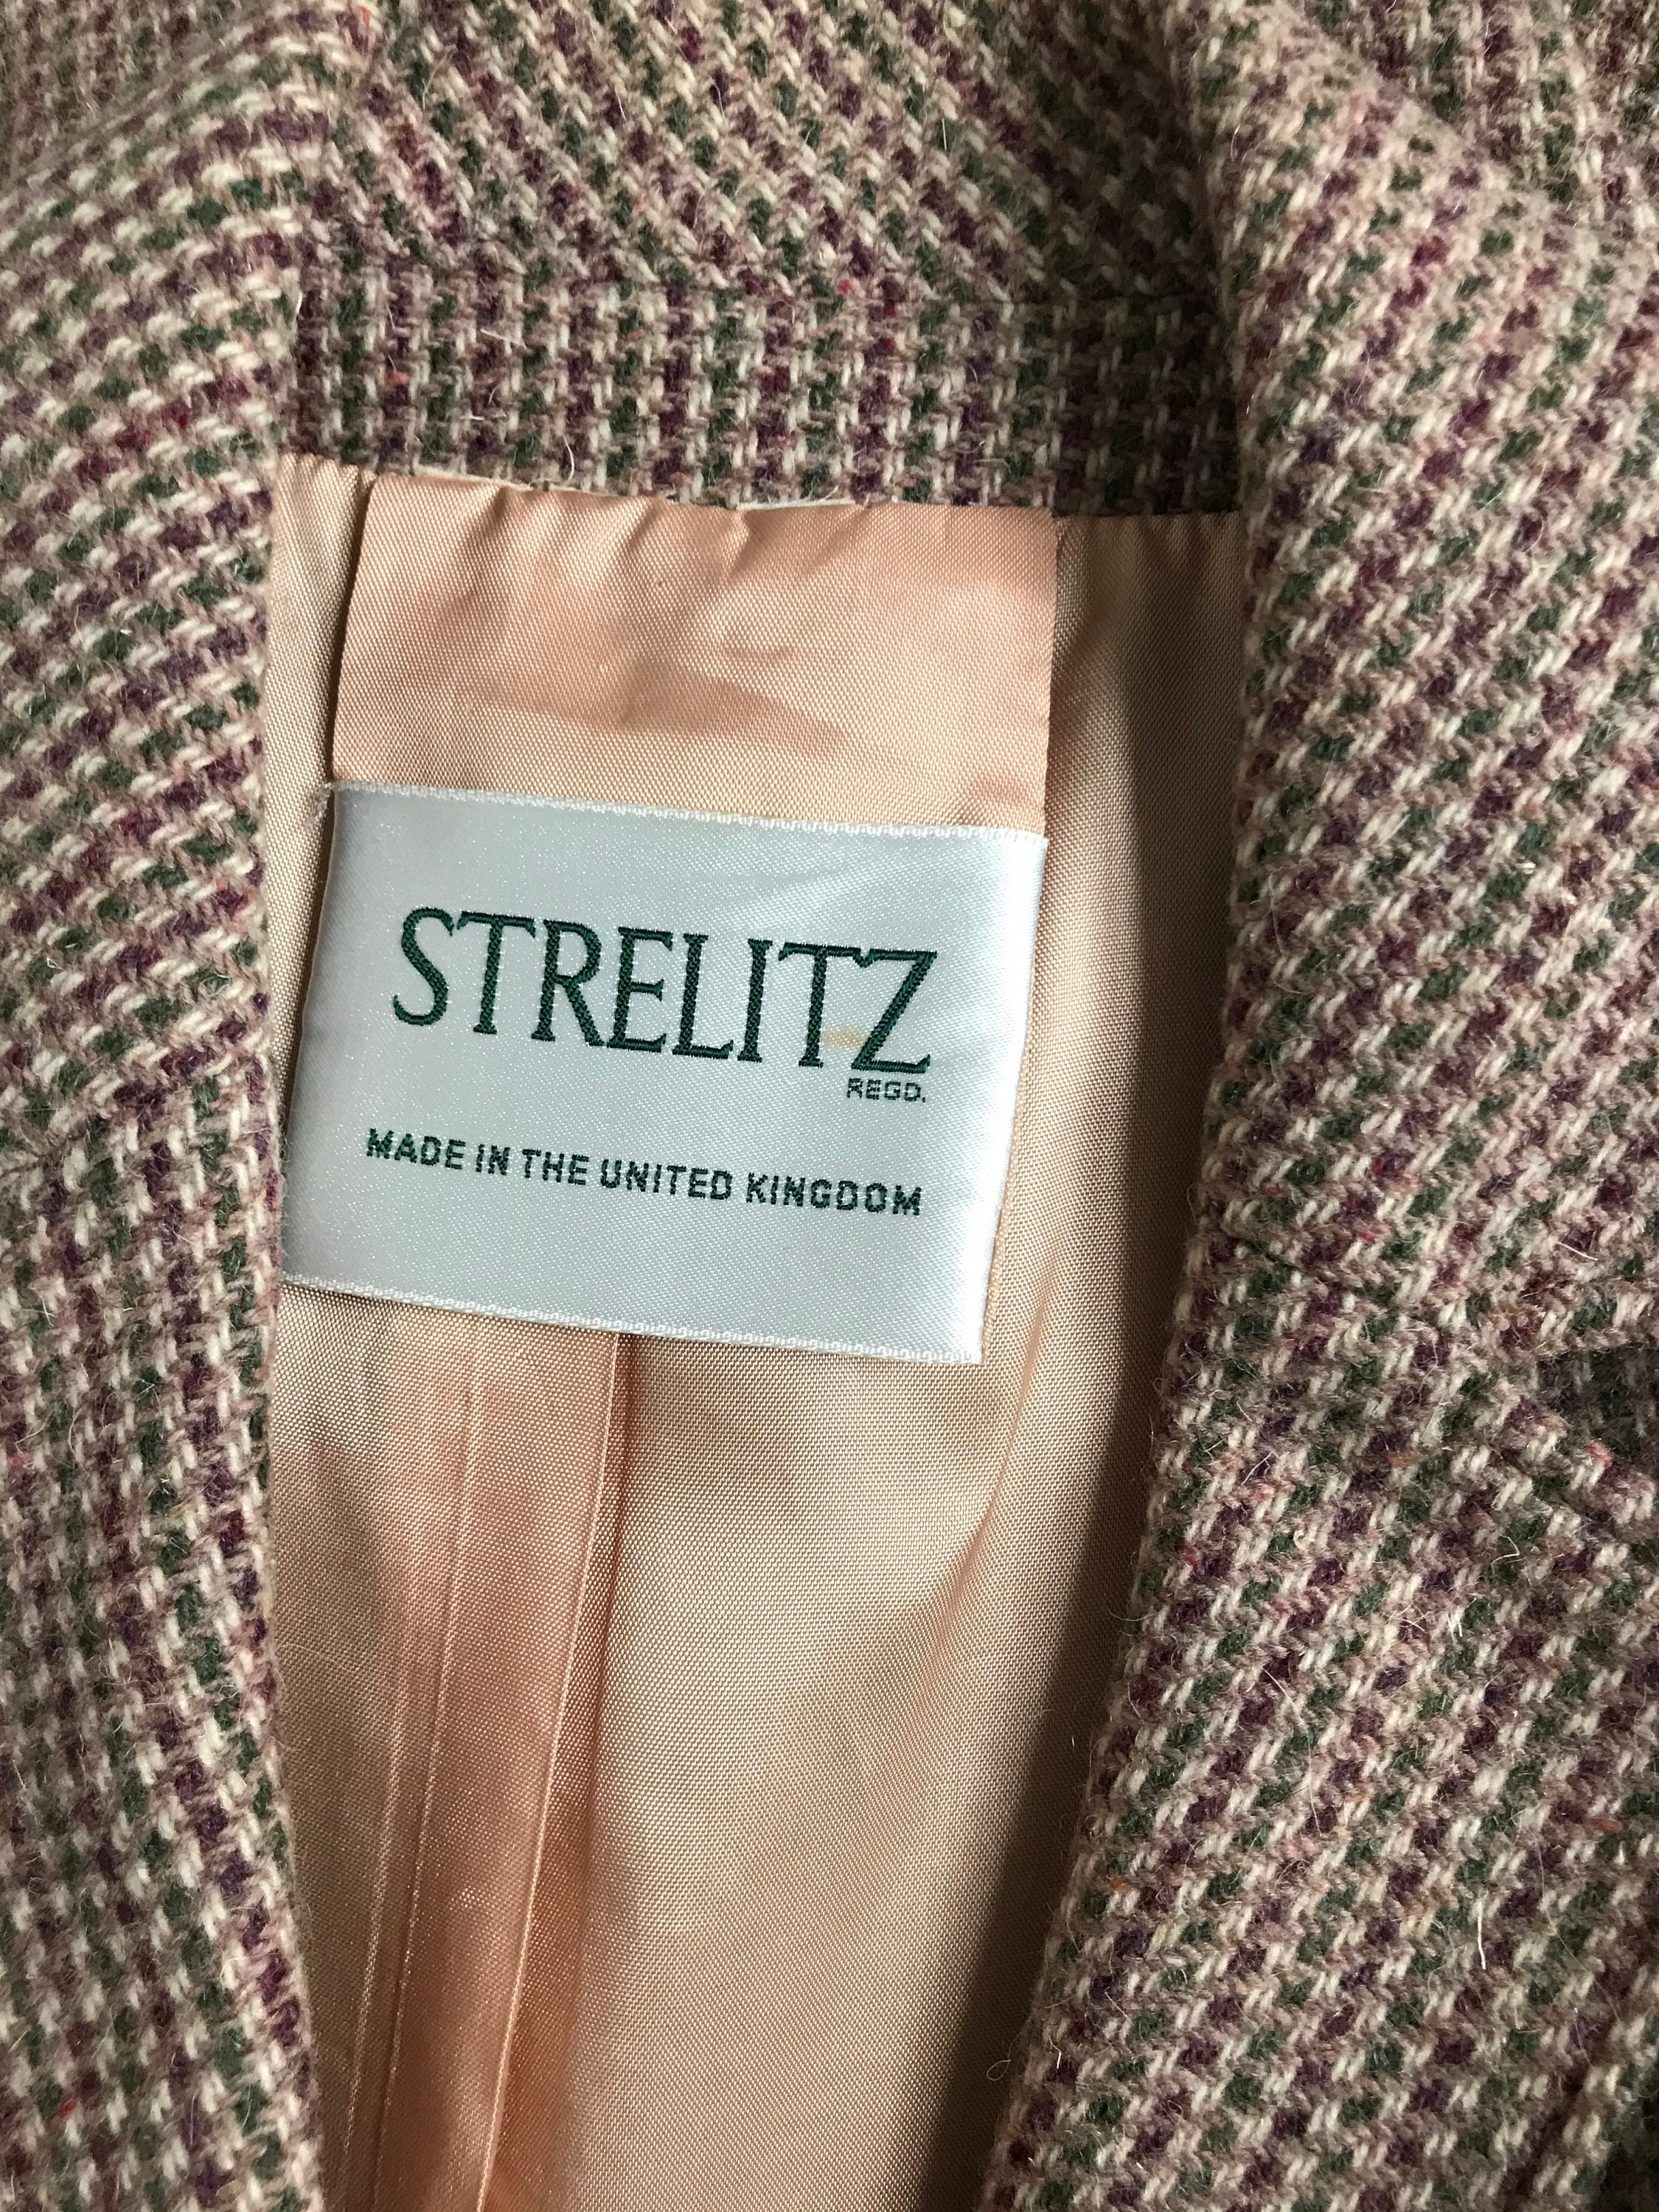 STRELITZ
REGD.
MADE IN THE UNITED KINGDOM